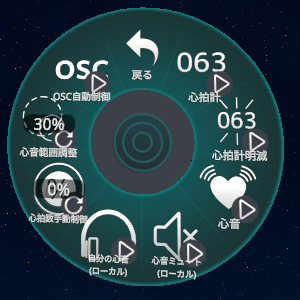 戻る
063
心拍計
063
心拍計明滅
心音
心音ミュート
(ローカル)
自分の心音
(ローカル)
0%
心拍数手動制御
30%
心音範囲調整
OSC
OSC自動制御